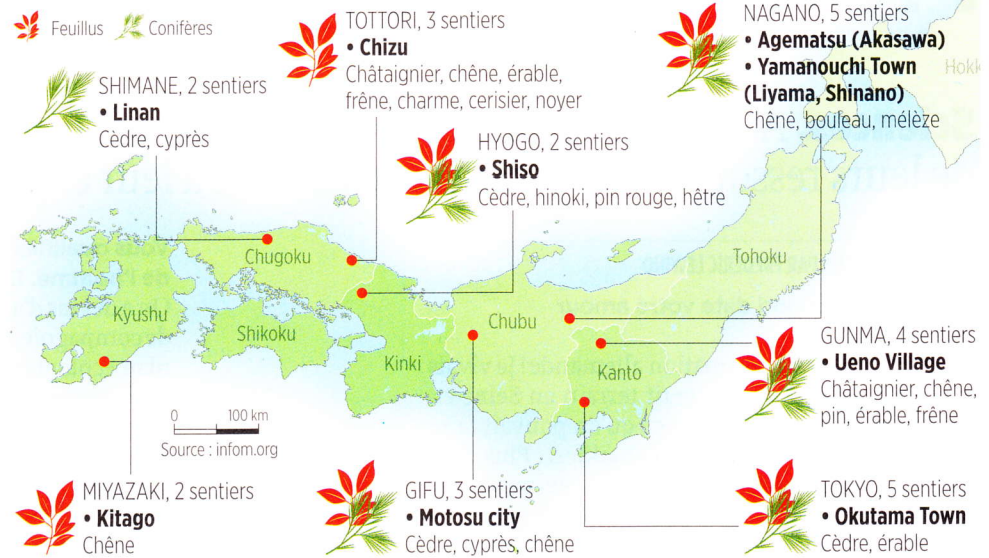 Feuillus Conifères
TOTTORI, 3 sentiers
• Chizu
Châtaignier, chêne, érable,
frêne, charme, cerisier, noyer
NAGANO, 5 sentiers
• Agematsu (Akasawa)
• Yamanouchi Town
(Liyama, Shinano)
Chêne, bouleau, mélèze
Hokk
SHIMANE, 2 sentiers
• Linan
Cèdre, cyprès
HYOGO, 2 sentiers
• Shiso
Cèdre, hinoki, pin rouge, hêtre
Chugoku
Kyushu
Shikoku
Kinki
Chubu
Kanto
Tohoku
GUNMA, 4 sentiers
• Ueno Village
Châtaignier, chêne,
pin, érable, frêne
0 100 km
Source : infom.org
MIYAZAKI, 2 sentiers
• Kitago
Chêne
GIFU, 3 sentiers
• Motosu city
Cèdre, cyprès, chêne
TOKYO, 5 sentiers
• Okutama Town
Cèdre, érable